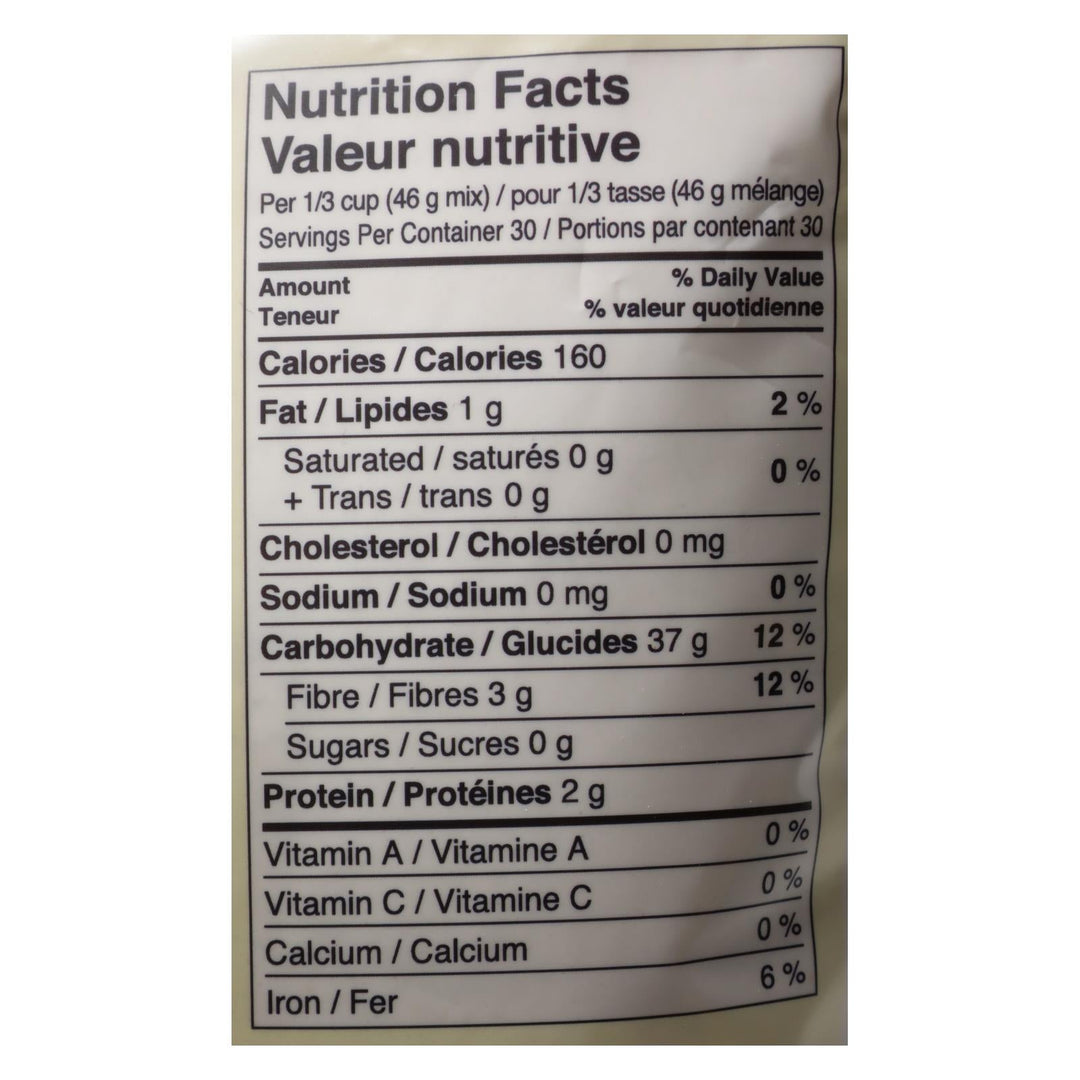 Nutrition Facts
Valeur nutritive
Per 1/3 cup (46 g mix) / pour 1/3 tasse (46 g mélange)
Servings Per Container 30 / Portions par contenant 30
Amount % Daily Value
Teneur % valeur quotidienne
Calories / Calories 160
Fat / Lipides 1 g 2 %
Saturated / saturés 0 g
+ Trans / trans 0 g 0 %
Cholesterol / Cholestérol 0 mg
Sodium / Sodium 0 mg 0 %
Carbohydrate / Glucides 37 g 12 %
Fibre / Fibres 3 g 12 %
Sugars / Sucres 0 g
Protein / Protéines 2 g
Vitamin A / Vitamine A 0 %
Vitamin C / Vitamine C 0 %
Calcium / Calcium 0 %
Iron / Fer 6 %